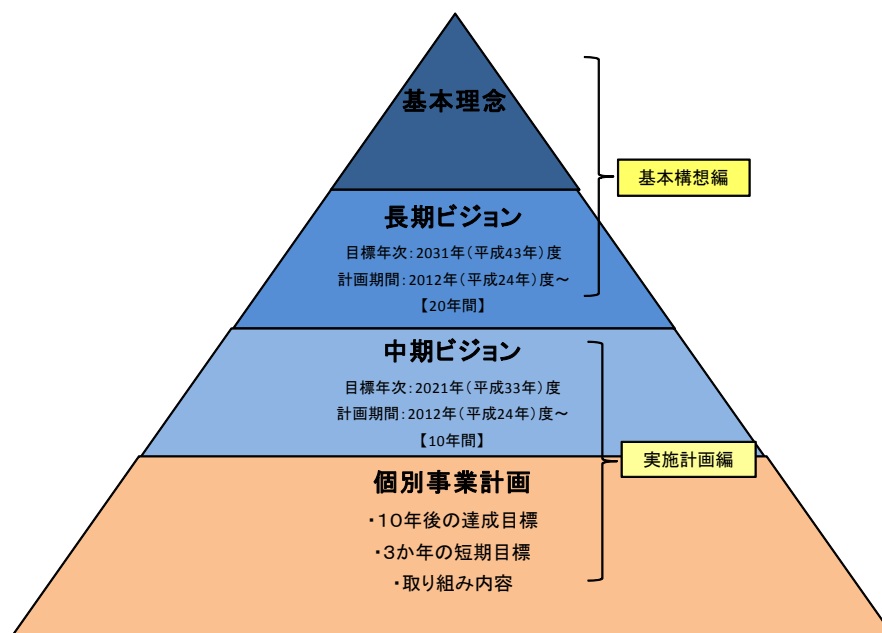 基本理念
基本構想編
長期ビジョン
目標年次：2031年（平成43年）度
計画期間：2012年（平成24年）度～
【20年間】
中期ビジョン
目標年次：2021年（平成33年）度
計画期間：2012年（平成24年）度～
【10年間】
実施計画編
個別事業計画
・１０年後の達成目標
・３か年の短期目標
・取り組み内容